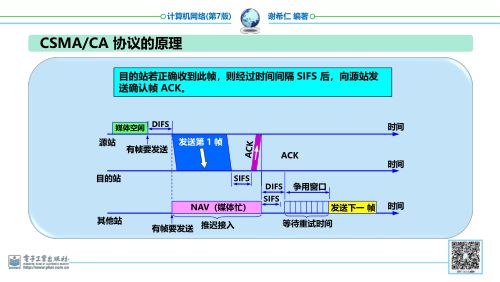 计算机网络(第7版) 谢希仁 编著
CSMA/CA 协议的原理
目的站若正确收到此帧，则经过时间间隔 SIFS 后，向源站发
送确认帧 ACK。
媒体空闲 DIFS 时间
源站 有帧要发送 发送第 1 帧 ACK ACK
目的站 SIFS 时间
DIFS 争用窗口
SIFS
其他站 NAV（媒体忙） 发送下一 帧 时间
有帧要发送 推迟接入 等待重试时间
电子工业出版社
http://www.phei.com.cn